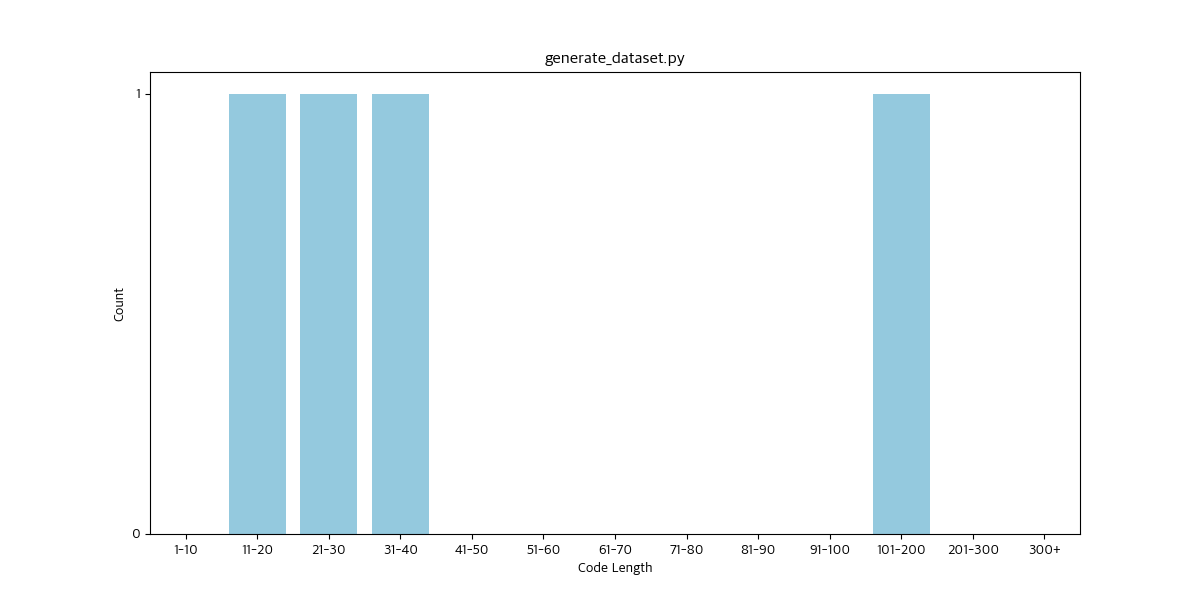 generate_dataset.py
1
Count
0
1-10 11-20 21-30 31-40 41-50 51-60 61-70 71-80 81-90 91-100 101-200 201-300 300+
Code Length